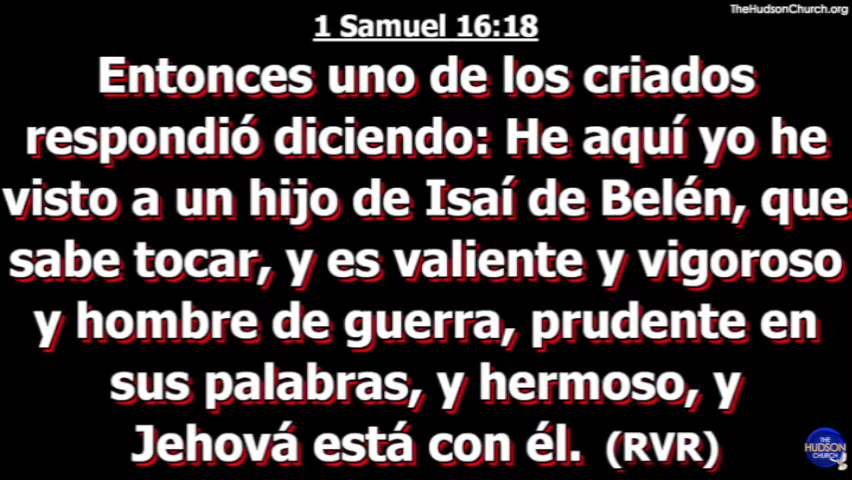 TheHudsonChurch.org
1 Samuel 16:18
Entonces uno de los criados
respondió diciendo: He aquí yo he
visto a un hijo de Isaí de Belén, que
sabe tocar, y es valiente y vigoroso
y hombre de guerra, prudente en
sus palabras, y hermoso, y
Jehová está con él. (RVR)
THE
HUDSON
CHURCH